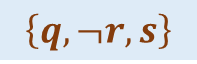 {q, ¬r, s}